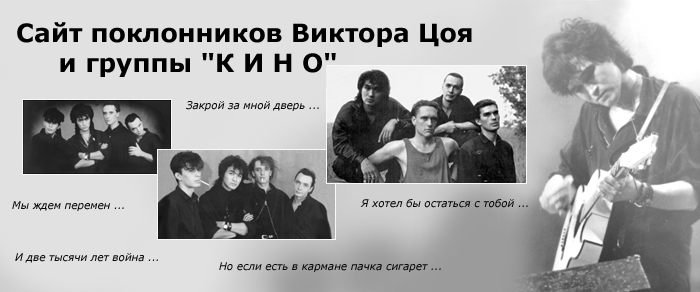 Сайт поклонников Виктора Цоя
и группы "К И Н О"
Закрой за мной дверь ...
Мы ждем перемен ...
Я хотел бы остаться с тобой ...
И две тысячи лет война ...
Но если есть в кармане пачка сигарет ...